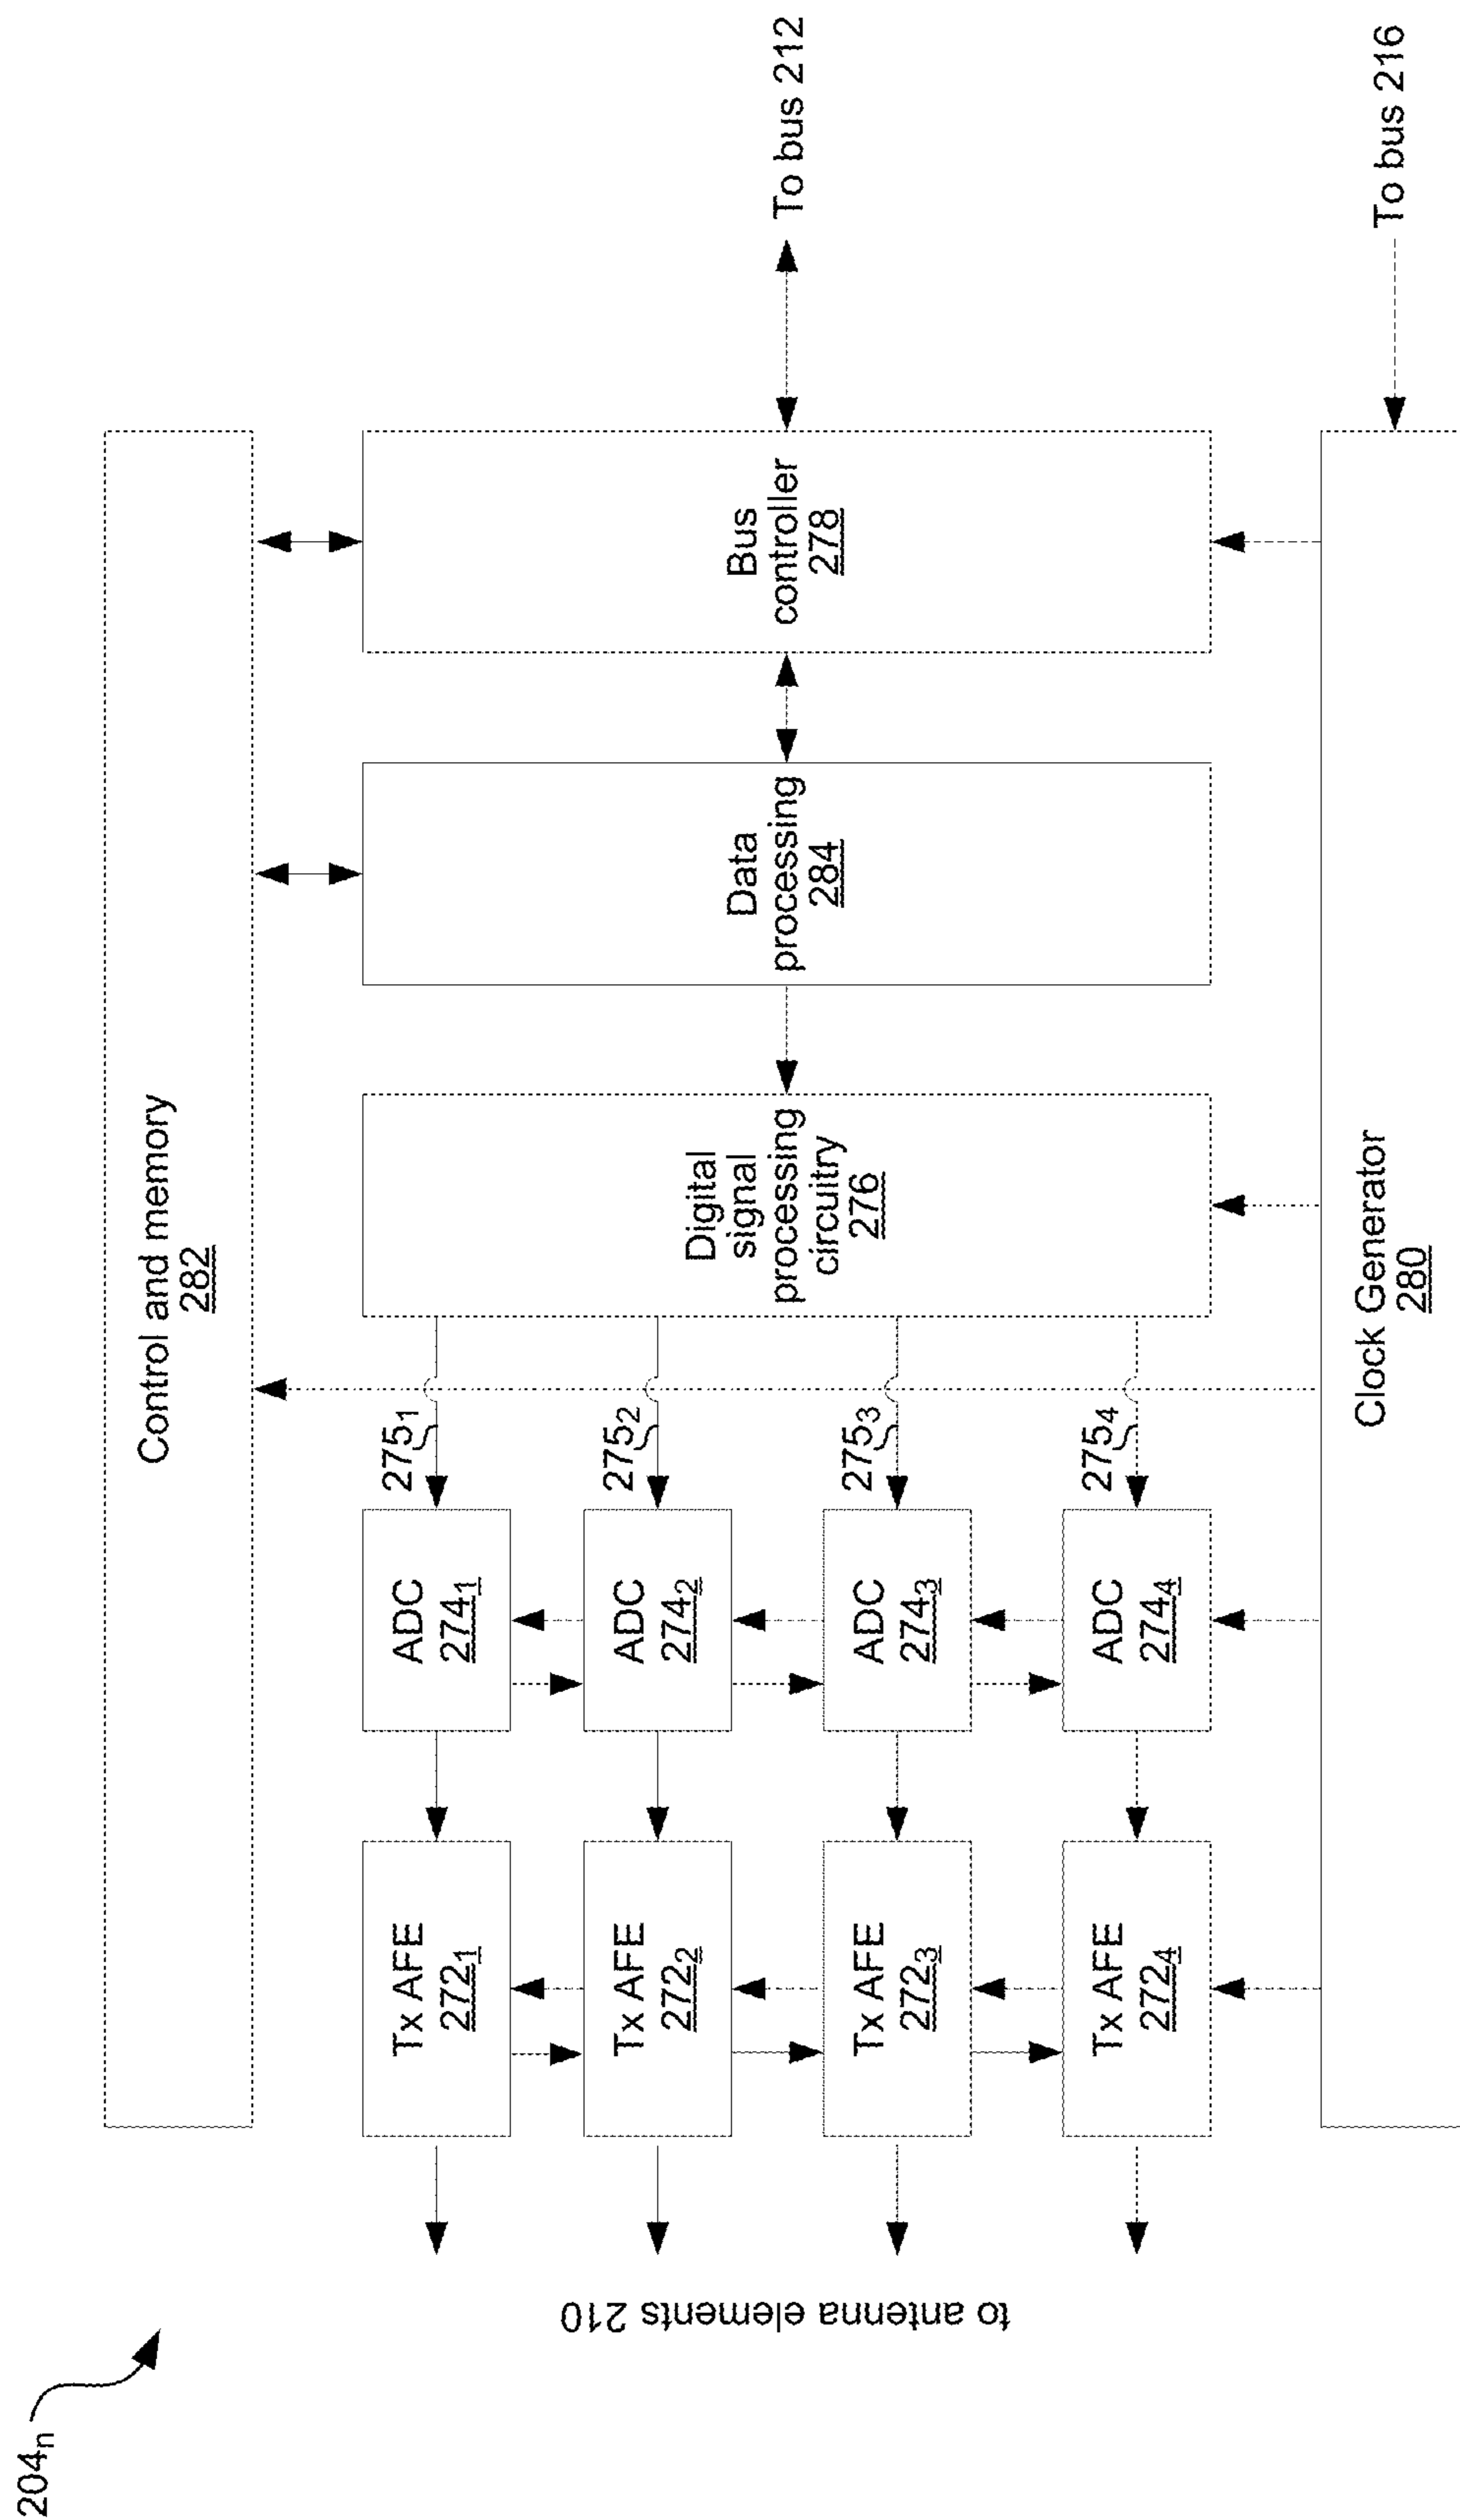 204n
Control and memory
282
to antenna elements 210
Tx AFE
272₁
ADC
274₁
275₁
Tx AFE
272₂
ADC
274₂
275₂
Tx AFE
272₃
ADC
274₃
275₃
Tx AFE
272₄
ADC
274₄
275₄
Digital
signal
processing
circuitry
276
Data
processing
284
Bus
controller
278
To bus 212
Clock Generator
280
To bus 216